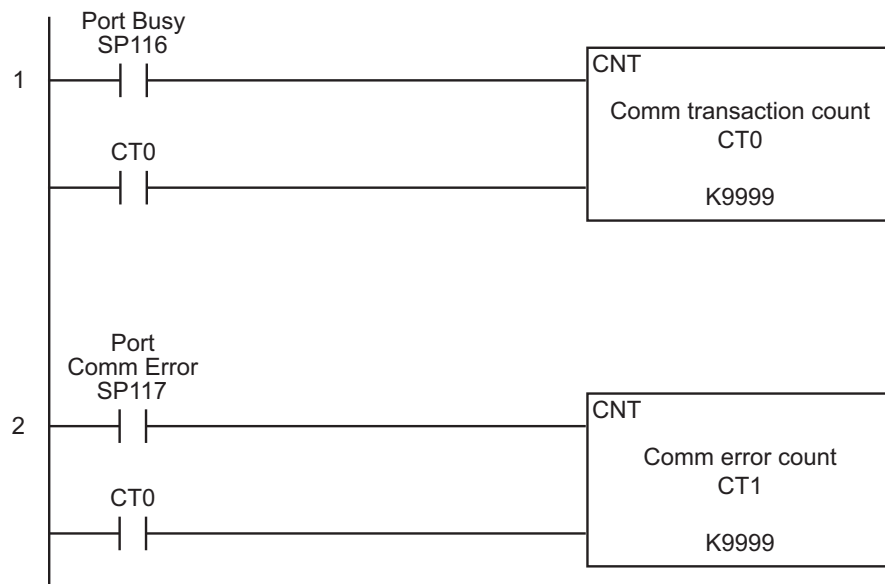 Port Busy
SP116
1
CNT
Comm transaction count
CT0
CT0
K9999
Port
Comm Error
SP117
2
CNT
Comm error count
CT1
CT0
K9999